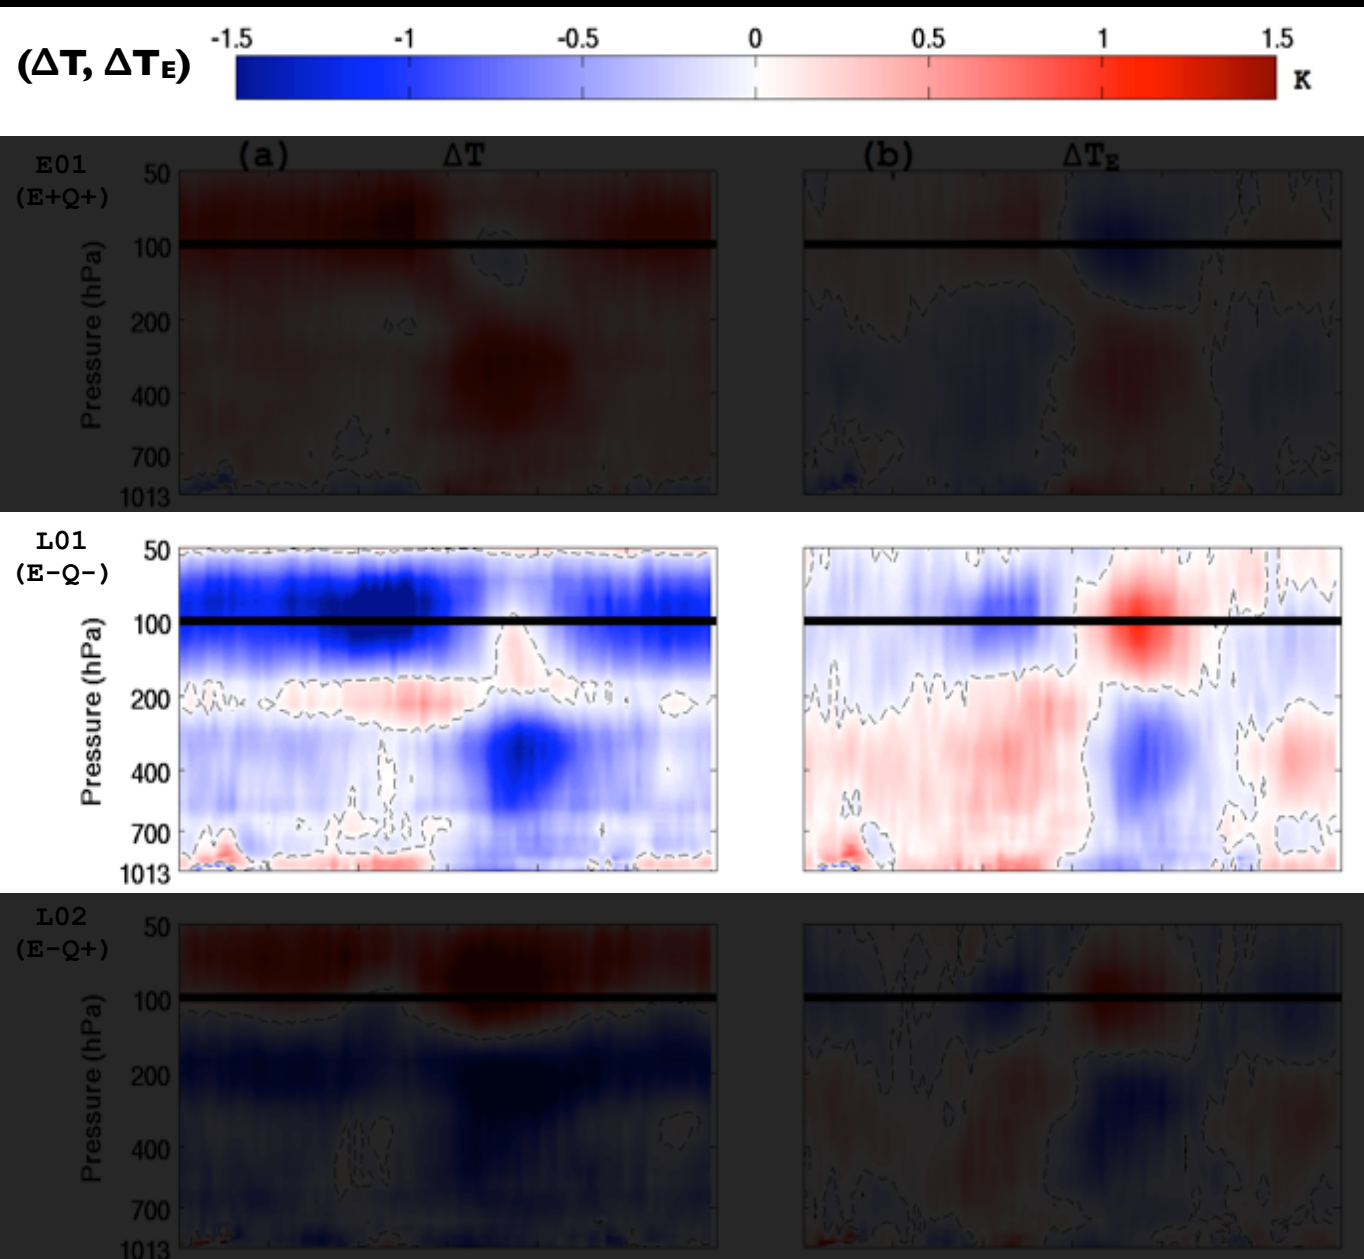 -1.5 -1 -0.5 0 0.5 1 1.5
(ΔT, ΔTE) K
(a) ΔT (b) ΔTE
E01
(E+Q+)
Pressure (hPa)
50
100
200
400
700
1013
L01
(E-Q-)
Pressure (hPa)
50
100
200
400
700
1013
L02
(E-Q+)
Pressure (hPa)
50
100
200
400
700
1013